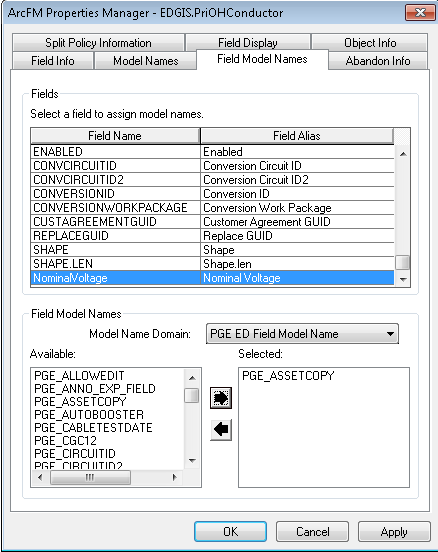 ArcFM Properties Manager - EDGIS.PriOHConductor
Split Policy Information Field Display Object Info
Field Info Model Names Field Model Names Abandon Info
Fields
Select a field to assign model names.
Field Name Field Alias
ENABLED Enabled
CONVCIRCUITID Conversion Circuit ID
CONVCIRCUITID2 Conversion Circuit ID2
CONVERSIONID Conversion ID
CONVERSIONWORKPACKAGE Conversion Work Package
CUSTAGREEMENTGUID Customer Agreement GUID
REPLACEGUID Replace GUID
SHAPE Shape
SHAPE.LEN Shape.len
NominalVoltage Nominal Voltage
Field Model Names
Model Name Domain: PGE ED Field Model Name
Available: Selected:
PGE_ALLOWEDIT PGE_ASSETCOPY
PGE_ANNO_EXP_FIELD
PGE_ASSETCOPY
PGE_AUTOBOOSTER
PGE_CABLETESTDATE
PGE_CGC12
PGE_CIRCUITID
PGE_CIRCUITID2
OK Cancel Apply